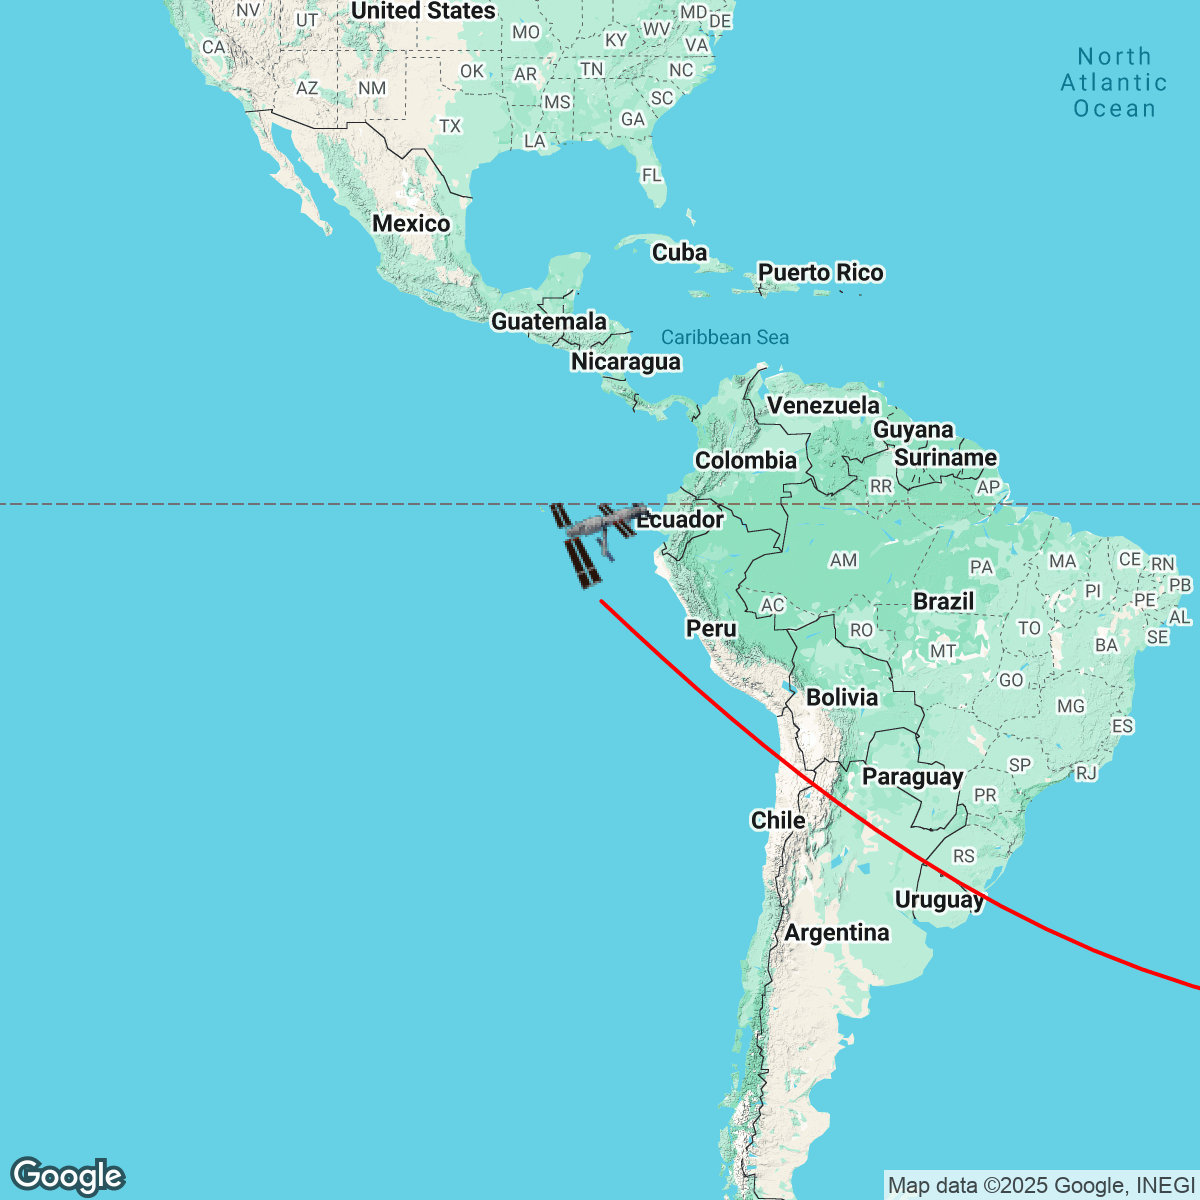 NV
UT
United States
MD
DE
MO
KY
WV
VA
CA
OK
AR
TN
NC
AZ
NM
MS
SC
GA
TX
LA
FL
North
Atlantic
Ocean
Mexico
Cuba
Puerto Rico
Guatemala
Caribbean Sea
Nicaragua
Venezuela
Guyana
Colombia
Suriname
RR
AP
Ecuador
AM
PA
MA
CE
RN
PI
PB
PE
AL
AC
Brazil
Peru
RO
TO
SE
MT
BA
GO
Bolivia
MG
ES
SP
RJ
Paraguay
PR
Chile
RS
Uruguay
Argentina
Google
Map data ©2025 Google, INEGI